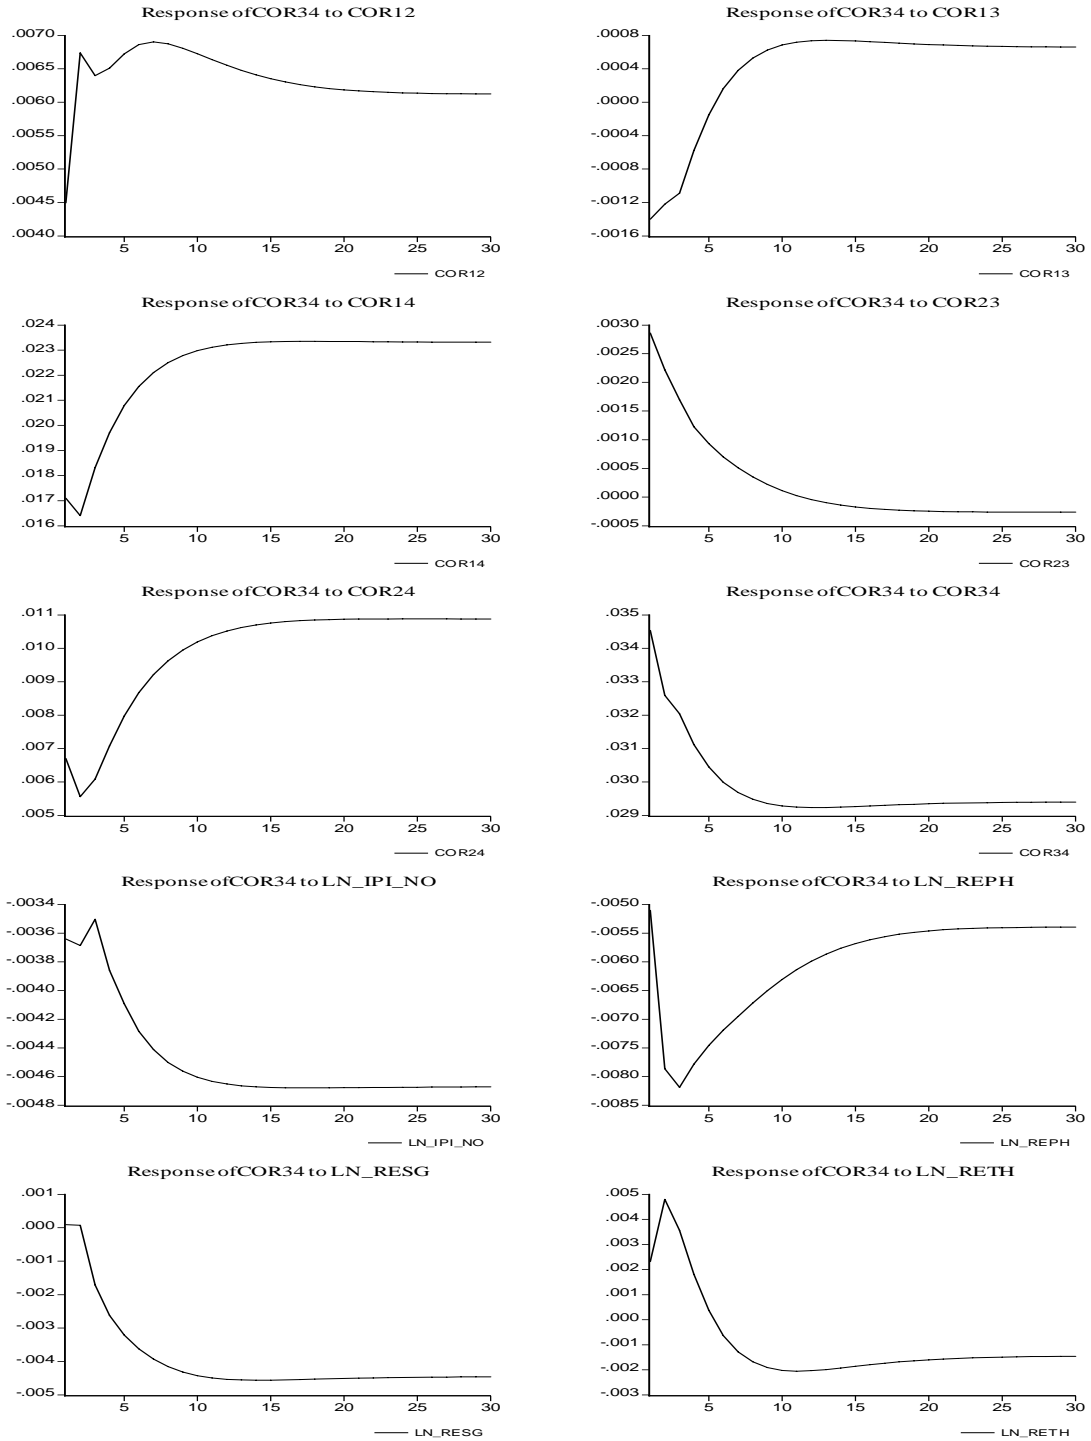 Response of COR34 to COR12
.0070
.0065
.0060
.0055
.0050
.0045
.0040
5 10 15 20 25 30
COR12
Response of COR34 to COR13
.0008
.0004
.0000
-.0004
-.0008
-.0012
-.0016
5 10 15 20 25 30
COR13
Response of COR34 to COR14
.024
.023
.022
.021
.020
.019
.018
.017
.016
5 10 15 20 25 30
COR14
Response of COR34 to COR23
.0030
.0025
.0020
.0015
.0010
.0005
.0000
-.0005
5 10 15 20 25 30
COR23
Response of COR34 to COR24
.011
.010
.009
.008
.007
.006
.005
5 10 15 20 25 30
COR24
Response of COR34 to COR34
.035
.034
.033
.032
.031
.030
.029
5 10 15 20 25 30
COR34
Response of COR34 to LN_IPI_NO
-.0034
-.0036
-.0038
-.0040
-.0042
-.0044
-.0046
-.0048
5 10 15 20 25 30
LN_IPI_NO
Response of COR34 to LN_REPH
-.0050
-.0055
-.0060
-.0065
-.0070
-.0075
-.0080
-.0085
5 10 15 20 25 30
LN_REPH
Response of COR34 to LN_RESG
.001
.000
-.001
-.002
-.003
-.004
-.005
5 10 15 20 25 30
LN_RESG
Response of COR34 to LN_RETH
.005
.004
.003
.002
.001
.000
-.001
-.002
-.003
5 10 15 20 25 30
LN_RETH